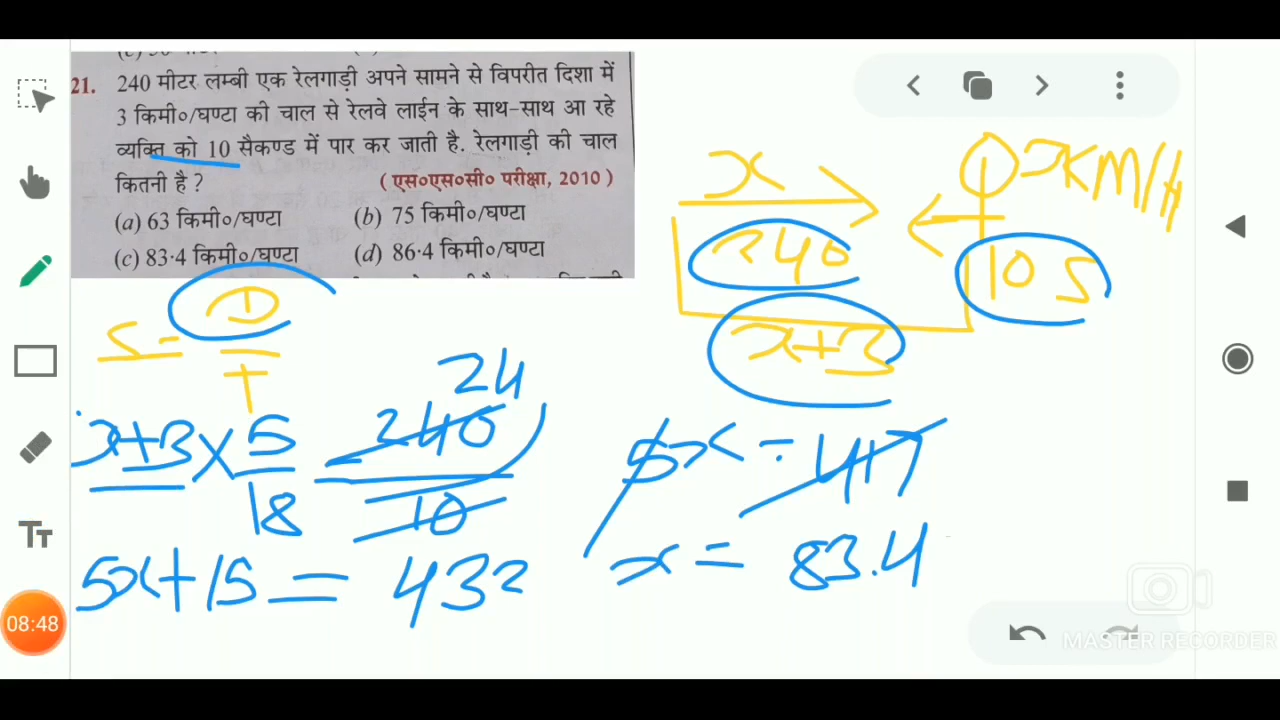 21. 240 मीटर लम्बी एक रेलगाड़ी अपने सामने से विपरीत दिशा में
3 किमी०/घण्टा की चाल से रेलवे लाईन के साथ-साथ आ रहे
व्यक्ति को 10 सैकण्ड में पार कर जाती है. रेलगाड़ी की चाल
कितनी है ? (एस०एस०सी० परीक्षा, 2010)
(a) 63 किमी०/घण्टा (b) 75 किमी०/घण्टा
(c) 83·4 किमी०/घण्टा (d) 86·4 किमी०/घण्टा
x
KM/H
240
10 S
x+3
S = D
T
24
x+3 × 5 = 240
18 10
5x+15 = 432
5x = 417
x = 83.4
Tт
08:48
MASTER RECORDER